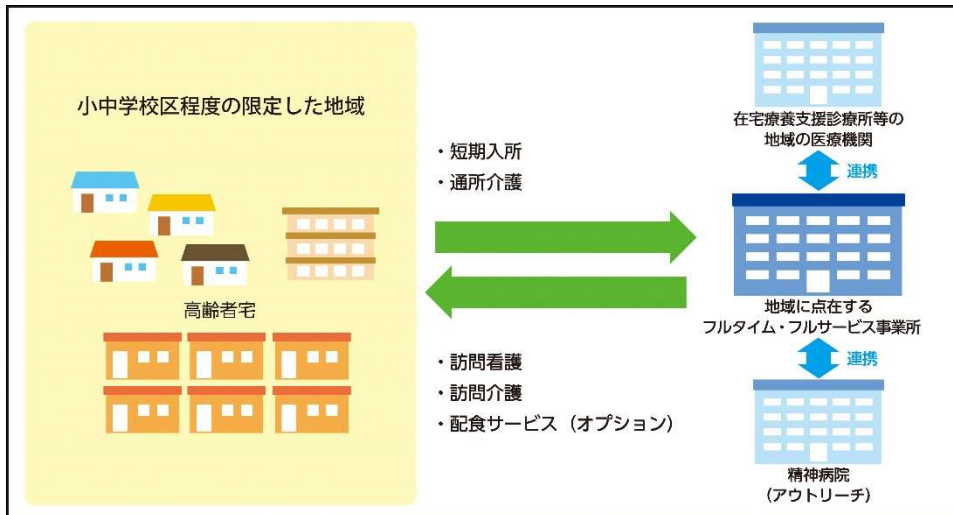 小中学校区程度の限定した地域
高齢者宅
・短期入所
・通所介護
・訪問看護
・訪問介護
・配食サービス（オプション）
在宅療養支援診療所等の
地域の医療機関
連携
地域に点在する
フルタイム・フルサービス事業所
連携
精神病院
（アウトリーチ）